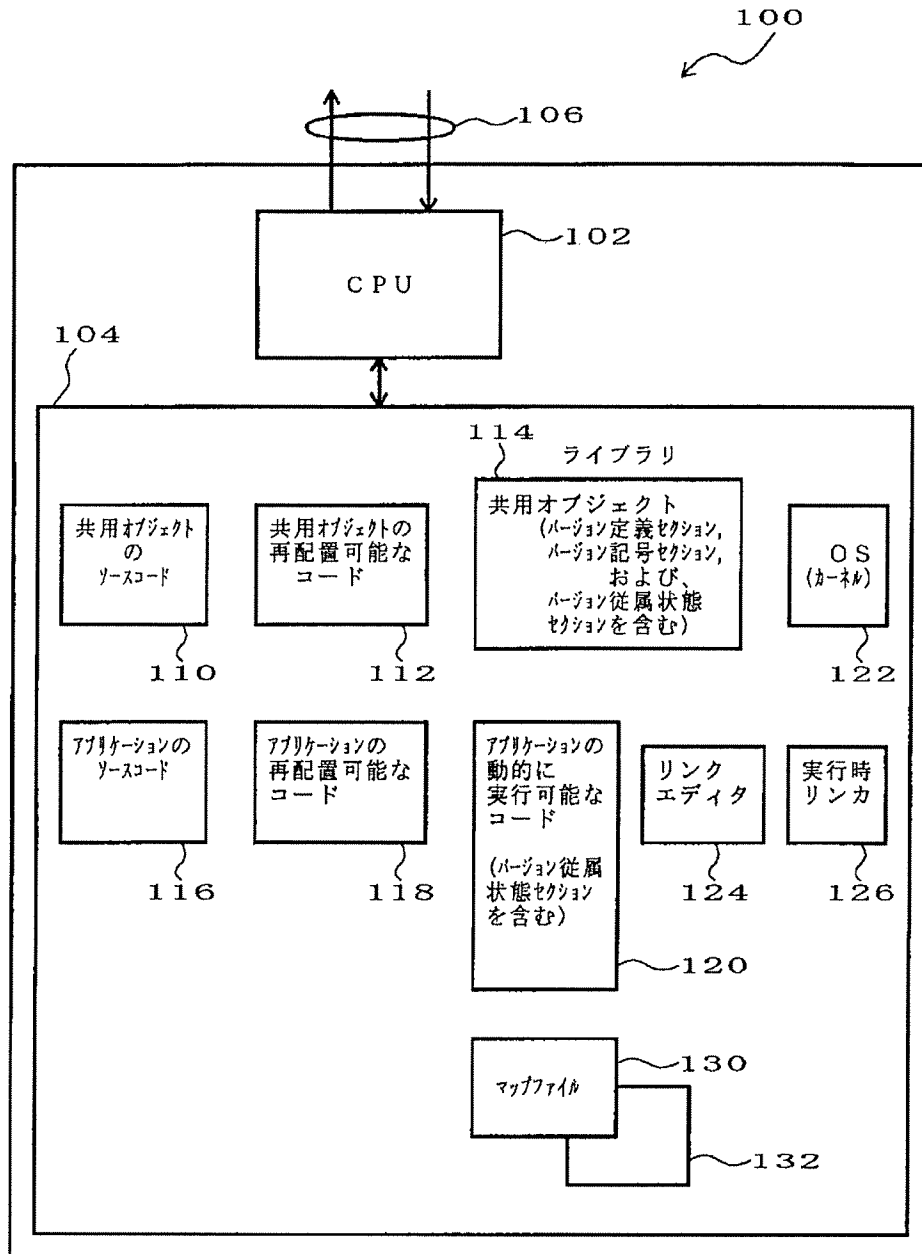 100
106
102
CPU
104
114
ライブラリ
共用オブジェクト
の
ソースコード
110
共用オブジェクトの
再配置可能な
コード
112
共用オブジェクト
(バージョン定義セクション,
バージョン記号セクション,
および、
バージョン従属状態
セクションを含む)
OS
(カーネル)
122
アプリケーションの
ソースコード
116
アプリケーションの
再配置可能な
コード
118
アプリケーションの
動的に
実行可能な
コード
(バージョン従属
状態セクション
を含む)
120
リンク
エディタ
124
実行時
リンカ
126
マップファイル
130
132